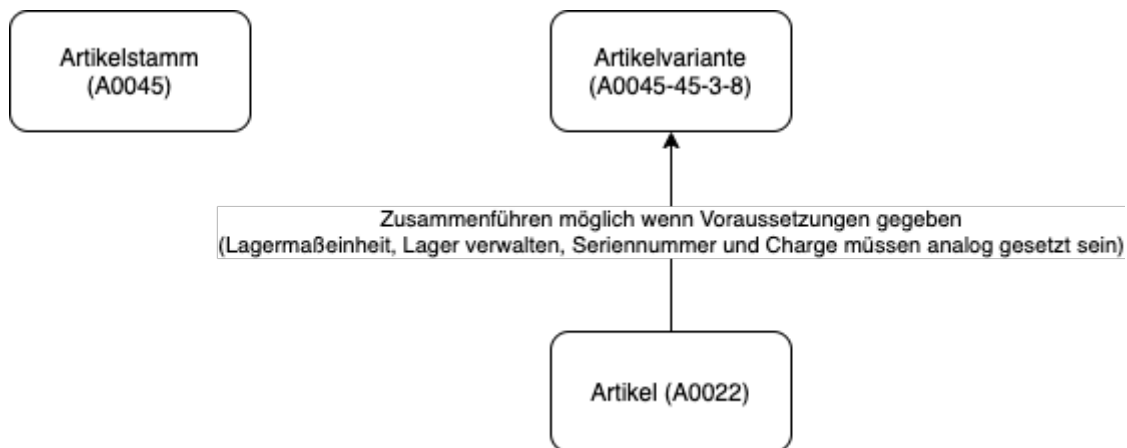 Artikelstamm
(A0045)
Artikelvariante
(A0045-45-3-8)
Zusammenführen möglich wenn Voraussetzungen gegeben
(Lagermaßeinheit, Lager verwalten, Seriennummer und Charge müssen analog gesetzt sein)
Artikel (A0022)